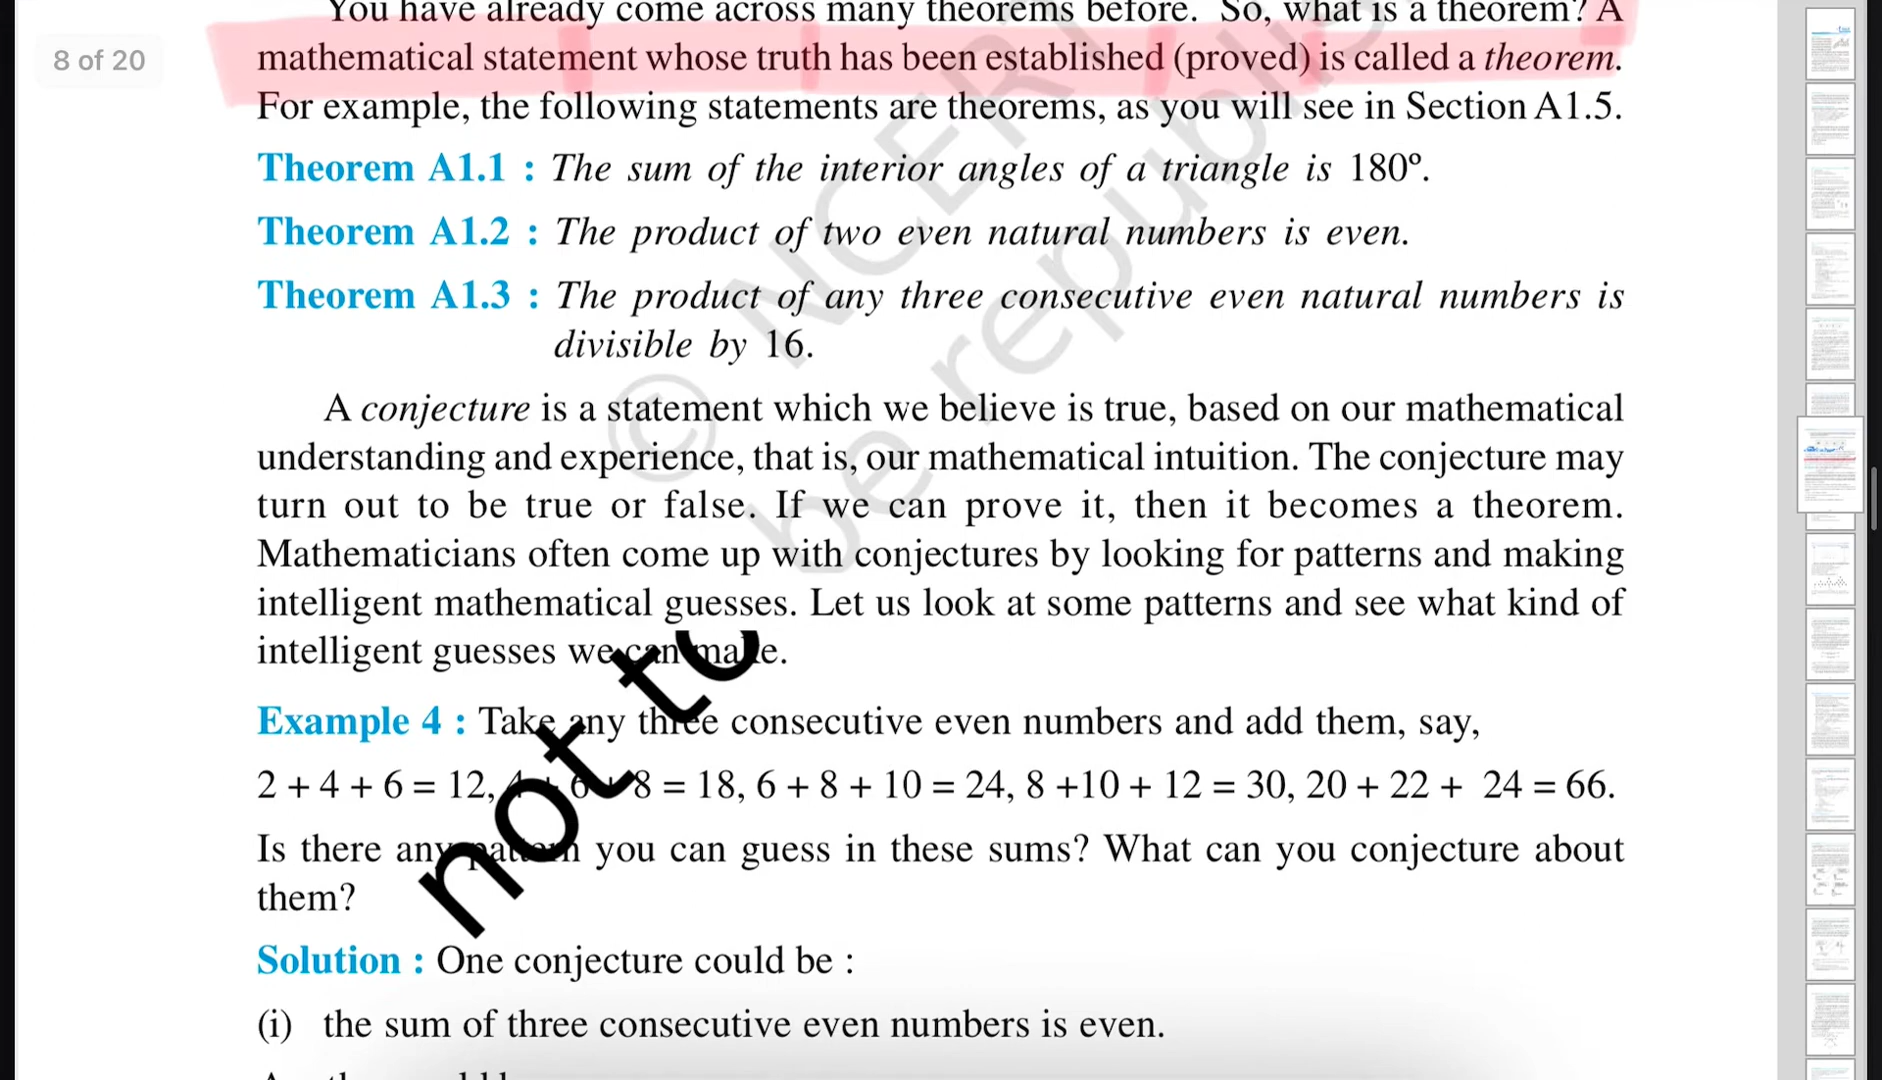 You have already come across many theorems before. So, what is a theorem? A
8 of 20
mathematical statement whose truth has been established (proved) is called a theorem.
For example, the following statements are theorems, as you will see in Section A1.5.
Theorem A1.1 : The sum of the interior angles of a triangle is 180º.
Theorem A1.2 : The product of two even natural numbers is even.
Theorem A1.3 : The product of any three consecutive even natural numbers is
divisible by 16.
A conjecture is a statement which we believe is true, based on our mathematical
understanding and experience, that is, our mathematical intuition. The conjecture may
turn out to be true or false. If we can prove it, then it becomes a theorem.
Mathematicians often come up with conjectures by looking for patterns and making
intelligent mathematical guesses. Let us look at some patterns and see what kind of
intelligent guesses we can make.
Example 4 : Take any three consecutive even numbers and add them, say,
2 + 4 + 6 = 12, 4 + 6 + 8 = 18, 6 + 8 + 10 = 24, 8 +10 + 12 = 30, 20 + 22 + 24 = 66.
Is there any pattern you can guess in these sums? What can you conjecture about
them?
Solution : One conjecture could be :
(i) the sum of three consecutive even numbers is even.
© NCERT
not to be republis